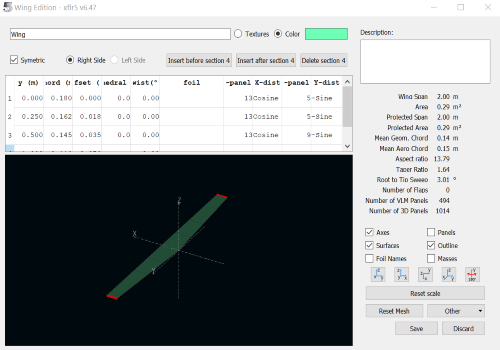 Wing Edition - xflr5 v6.47
Wing
Textures
Color
Description:
Symetric
Right Side
Left Side
Insert before section 4
Insert after section 4
Delete section 4
y (m) hord (m ffset ( hedral wist(° foil -panel X-dist -panel Y-dist
1 0.000 0.180 0.000 0.0 0.00 13 Cosine 5 -Sine
2 0.250 0.162 0.018 0.0 0.00 13 Cosine 5 -Sine
3 0.500 0.145 0.035 0.0 0.00 13 Cosine 9 -Sine
Z
X
Y
Wing Span 2.00 m
Area 0.29 m²
Projected Span 2.00 m
Projected Area 0.29 m²
Mean Geom. Chord 0.14 m
Mean Aero Chord 0.15 m
Aspect ratio 13.79
Taper Ratio 1.64
Root to Tip Sweep 3.01 °
Number of Flaps 0
Number of VLM Panels 494
Number of 3D Panels 1014
Axes
Panels
Surfaces
Outline
Foil Names
Masses
Reset scale
Reset Mesh
Other
Save
Discard